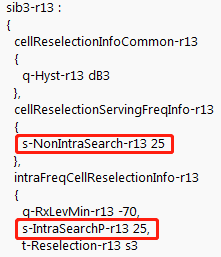 sib3-r13 :
{
cellReselectionInfoCommon-r13
{
q-Hyst-r13 dB3
},
cellReselectionServingFreqInfo-r13
{
s-NonIntraSearch-r13 25
},
intraFreqCellReselectionInfo-r13
{
q-RxLevMin-r13 -70,
s-IntraSearchP-r13 25,
t-Reselection-r13 s3